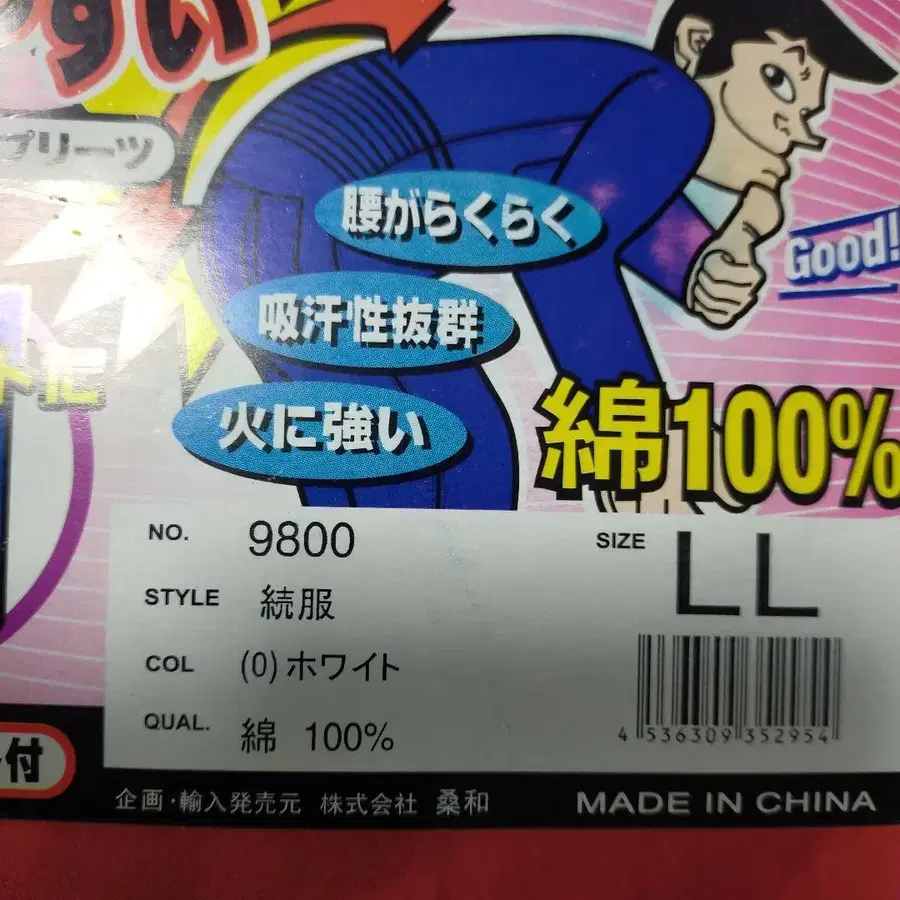 すい
プリーツ
腰がらくらく
Good!
吸汗性抜群
トに
火に強い
綿100%
NO. 9800 SIZE LL
STYLE 続服
COL (0)ホワイト
QUAL. 綿 100%
4 536309 352954
付
企画・輸入発売元 株式会社 桑和 MADE IN CHINA